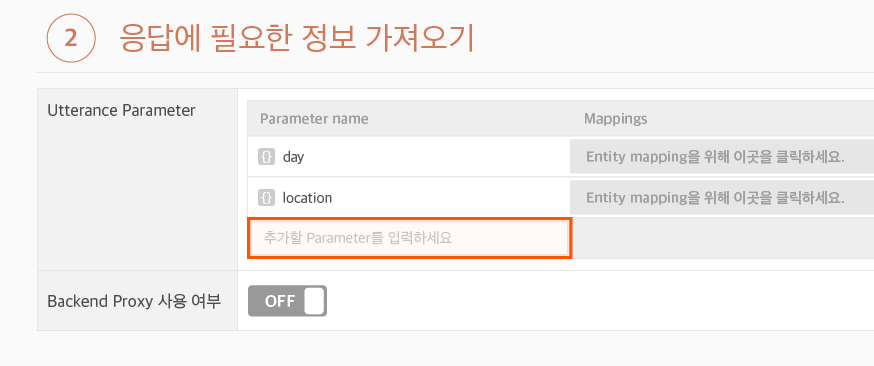 2 응답에 필요한 정보 가져오기
Utterance Parameter
Parameter name Mappings
{} day Entity mapping을 위해 이곳을 클릭하세요.
{} location Entity mapping을 위해 이곳을 클릭하세요.
추가할 Parameter를 입력하세요
Backend Proxy 사용 여부 OFF